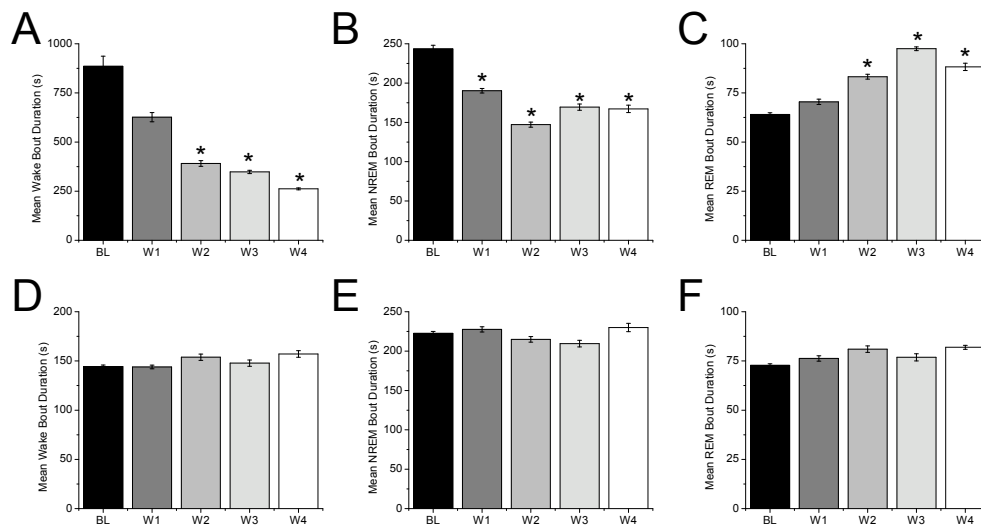 A
Mean Wake Bout Duration (s)
1000
750
500
250
0
*
*
*
BL W1 W2 W3 W4
B
Mean NREM Bout Duration (s)
250
200
150
100
50
0
*
*
*
*
BL W1 W2 W3 W4
C
Mean REM Bout Duration (s)
100
75
50
25
0
*
*
*
BL W1 W2 W3 W4
D
Mean Wake Bout Duration (s)
200
150
100
50
0
BL W1 W2 W3 W4
E
Mean NREM Bout Duration (s)
250
200
150
100
50
0
BL W1 W2 W3 W4
F
Mean REM Bout Duration (s)
100
75
50
25
0
BL W1 W2 W3 W4